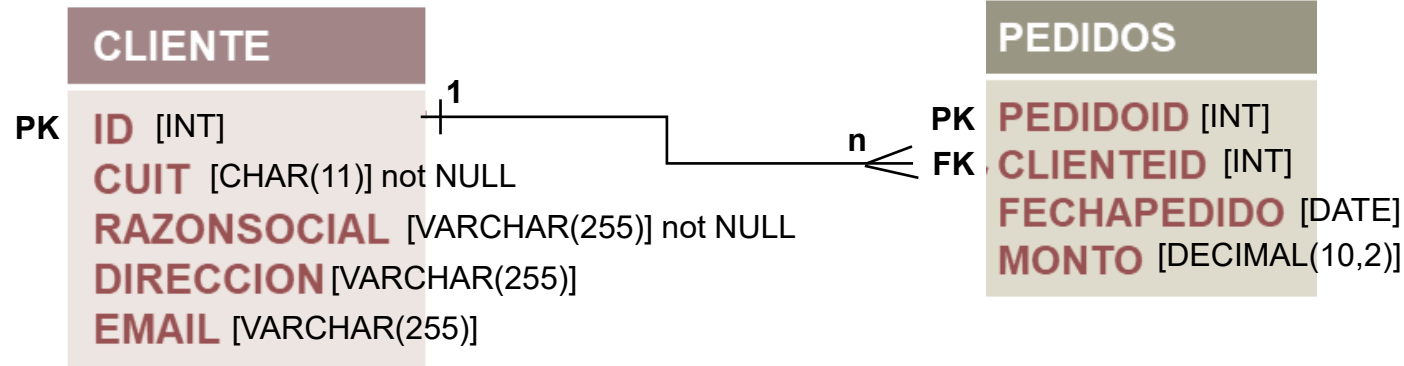 CLIENTE
PK ID [INT]
CUIT [CHAR(11)] not NULL
RAZONSOCIAL [VARCHAR(255)] not NULL
DIRECCION [VARCHAR(255)]
EMAIL [VARCHAR(255)]
1
n
PEDIDOS
PK PEDIDOID [INT]
FK CLIENTEID [INT]
FECHAPEDIDO [DATE]
MONTO [DECIMAL(10,2)]